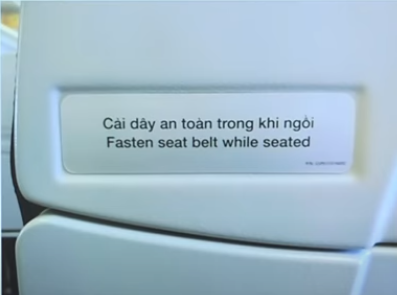 Cài dây an toàn trong khi ngồi
Fasten seat belt while seated